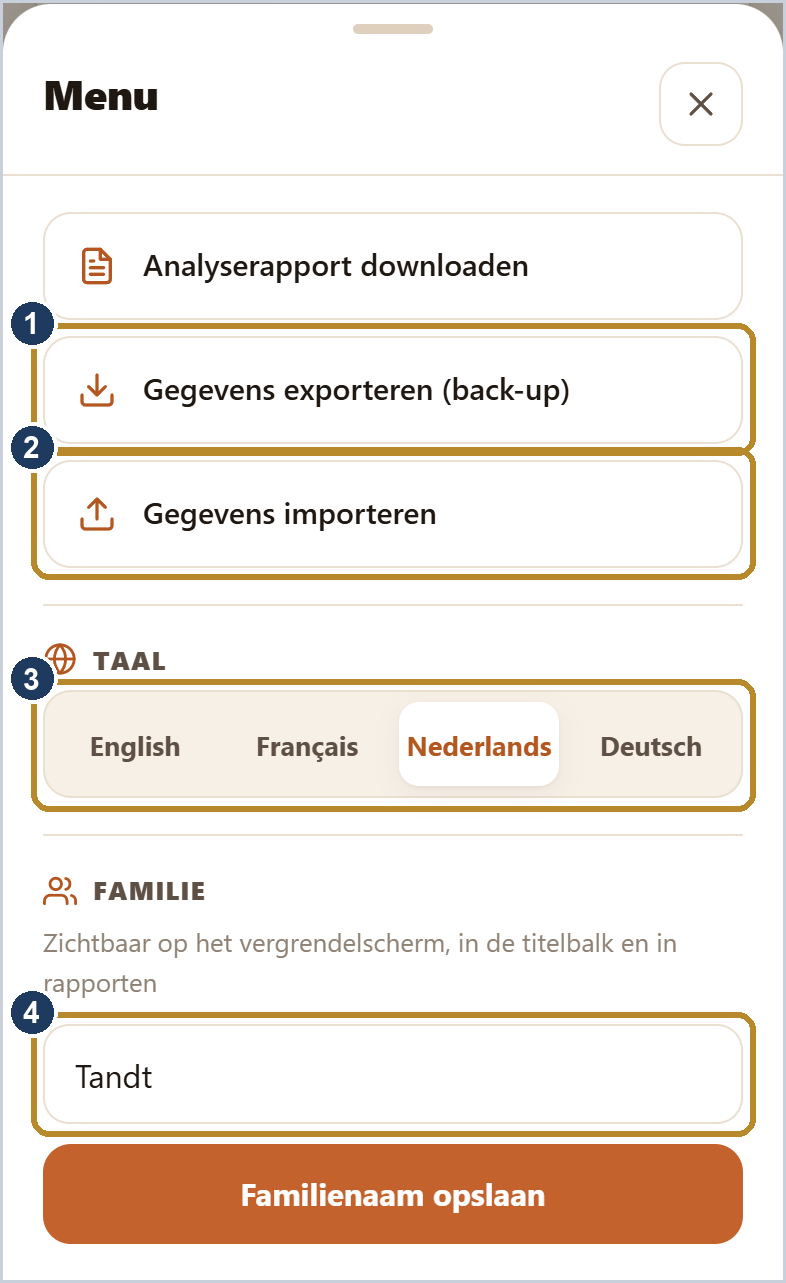 Menu
Analyserapport downloaden
1
Gegevens exporteren (back-up)
2
Gegevens importeren
TAAL
3
English Français Nederlands Deutsch
FAMILIE
Zichtbaar op het vergrendelscherm, in de titelbalk en in
rapporten
4
Tandt
Familienaam opslaan